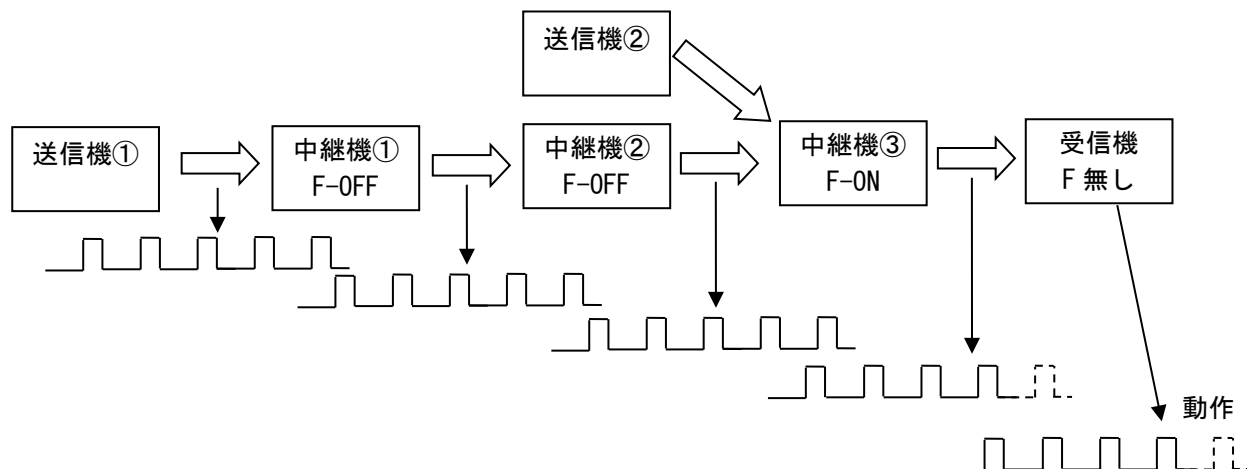 送信機②
送信機①
中継機①
F-OFF
中継機②
F-OFF
中継機③
F-ON
受信機
F 無し
動作